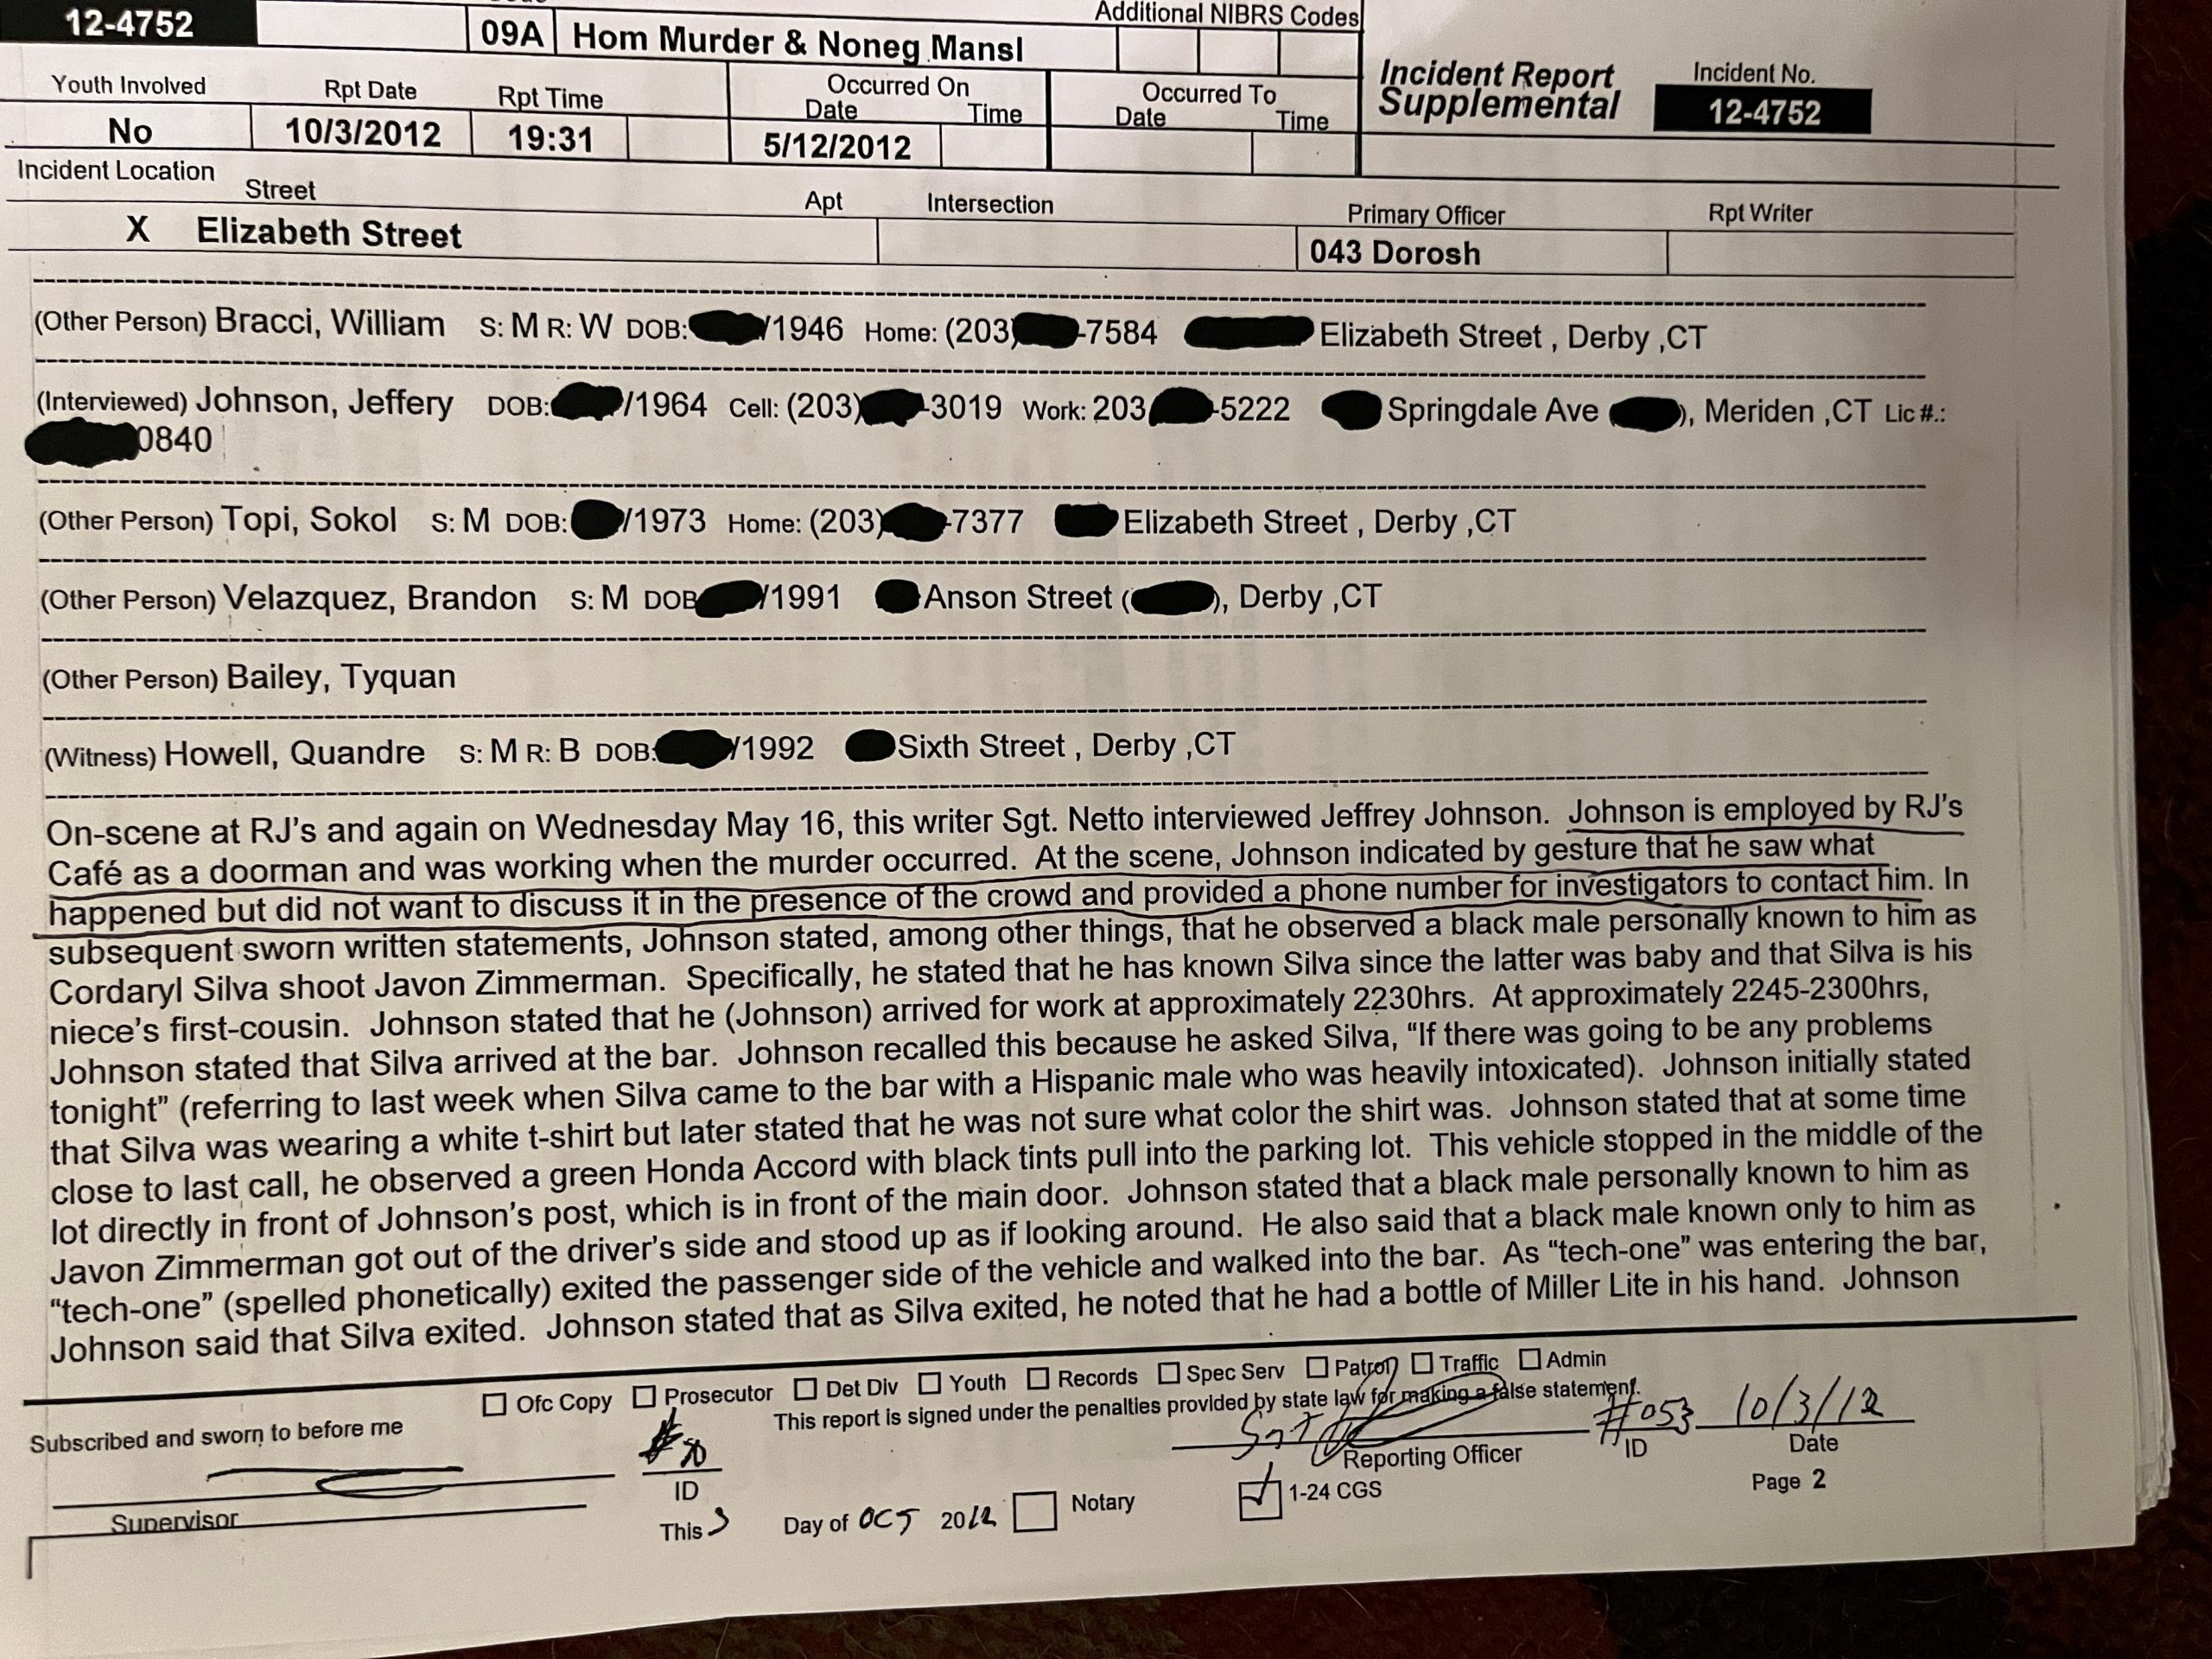 12-4752
09A Hom Murder & Noneg Mansl
Additional NIBRS Codes
Incident Report
Supplemental
Incident No.
12-4752
Youth Involved Rpt Date Rpt Time Occurred On Date Time Occurred To Date Time
No 10/3/2012 19:31 5/12/2012
Incident Location
Street Apt Intersection Primary Officer Rpt Writer
X Elizabeth Street 043 Dorosh
(Other Person) Bracci, William S: M R: W DOB: /1946 Home: (203) -7584 Elizabeth Street , Derby ,CT
(Interviewed) Johnson, Jeffery DOB: /1964 Cell: (203) -3019 Work: 203 -5222 Springdale Ave ( ), Meriden ,CT Lic #.:
0840
(Other Person) Topi, Sokol S: M DOB: /1973 Home: (203) -7377 Elizabeth Street , Derby ,CT
(Other Person) Velazquez, Brandon S: M DOB /1991 Anson Street ( ), Derby ,CT
(Other Person) Bailey, Tyquan
(Witness) Howell, Quandre S: M R: B DOB: /1992 Sixth Street , Derby ,CT
On-scene at RJ's and again on Wednesday May 16, this writer Sgt. Netto interviewed Jeffrey Johnson. Johnson is employed by RJ's
Café as a doorman and was working when the murder occurred. At the scene, Johnson indicated by gesture that he saw what
happened but did not want to discuss it in the presence of the crowd and provided a phone number for investigators to contact him. In
subsequent sworn written statements, Johnson stated, among other things, that he observed a black male personally known to him as
Cordaryl Silva shoot Javon Zimmerman. Specifically, he stated that he has known Silva since the latter was baby and that Silva is his
niece's first-cousin. Johnson stated that he (Johnson) arrived for work at approximately 2230hrs. At approximately 2245-2300hrs,
Johnson stated that Silva arrived at the bar. Johnson recalled this because he asked Silva, "If there was going to be any problems
tonight" (referring to last week when Silva came to the bar with a Hispanic male who was heavily intoxicated). Johnson initially stated
that Silva was wearing a white t-shirt but later stated that he was not sure what color the shirt was. Johnson stated that at some time
close to last call, he observed a green Honda Accord with black tints pull into the parking lot. This vehicle stopped in the middle of the
lot directly in front of Johnson's post, which is in front of the main door. Johnson stated that a black male personally known to him as
Javon Zimmerman got out of the driver's side and stood up as if looking around. He also said that a black male known only to him as
"tech-one" (spelled phonetically) exited the passenger side of the vehicle and walked into the bar. As "tech-one" was entering the bar,
Johnson said that Silva exited. Johnson stated that as Silva exited, he noted that he had a bottle of Miller Lite in his hand. Johnson
Ofc Copy Prosecutor Det Div Youth Records Spec Serv Patrol Traffic Admin
This report is signed under the penalties provided by state law for making a false statement.
Subscribed and sworn to before me
Sgt #053 10/3/12
ID Reporting Officer ID Date
Supervisor
This 3 Day of OCT 2012 Notary 1-24 CGS Page 2